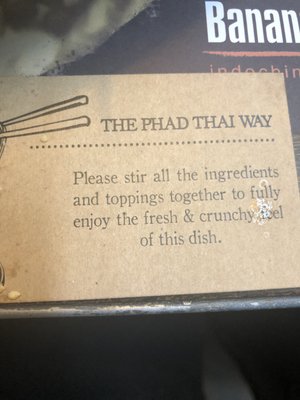 Banan
indochin
THE PHAD THAI WAY
Please stir all the ingredients
and toppings together to fully
enjoy the fresh & crunchy feel
of this dish.